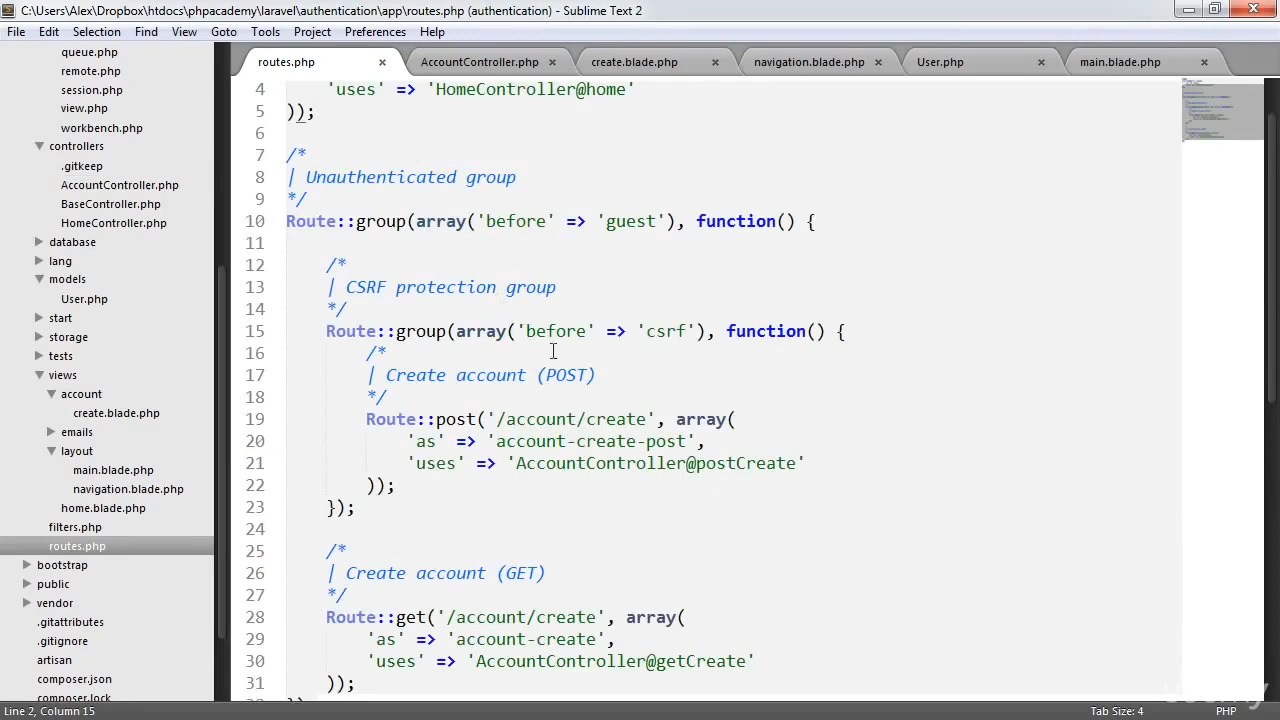 C:\Users\Alex\Dropbox\htdocs\phpacademy\laravel\authentication\app\routes.php (authentication) - Sublime Text 2
File Edit Selection Find View Goto Tools Project Preferences Help
queue.php
remote.php
session.php
view.php
workbench.php
controllers
.gitkeep
AccountController.php
BaseController.php
HomeController.php
database
lang
models
User.php
start
storage
tests
views
account
create.blade.php
emails
layout
main.blade.php
navigation.blade.php
home.blade.php
filters.php
routes.php
bootstrap
public
vendor
.gitattributes
.gitignore
artisan
composer.json
composer.lock
routes.php × AccountController.php × create.blade.php × navigation.blade.php × User.php × main.blade.php ×
4 'uses' => 'HomeController@home'
5 ));
6
7 /*
8 | Unauthenticated group
9 */
10 Route::group(array('before' => 'guest'), function() {
11
12 /*
13 | CSRF protection group
14 */
15 Route::group(array('before' => 'csrf'), function() {
16 /*
17 | Create account (POST)
18 */
19 Route::post('/account/create', array(
20 'as' => 'account-create-post',
21 'uses' => 'AccountController@postCreate'
22 ));
23 });
24
25 /*
26 | Create account (GET)
27 */
28 Route::get('/account/create', array(
29 'as' => 'account-create',
30 'uses' => 'AccountController@getCreate'
31 ));
Line 2, Column 15 Tab Size: 4 PHP